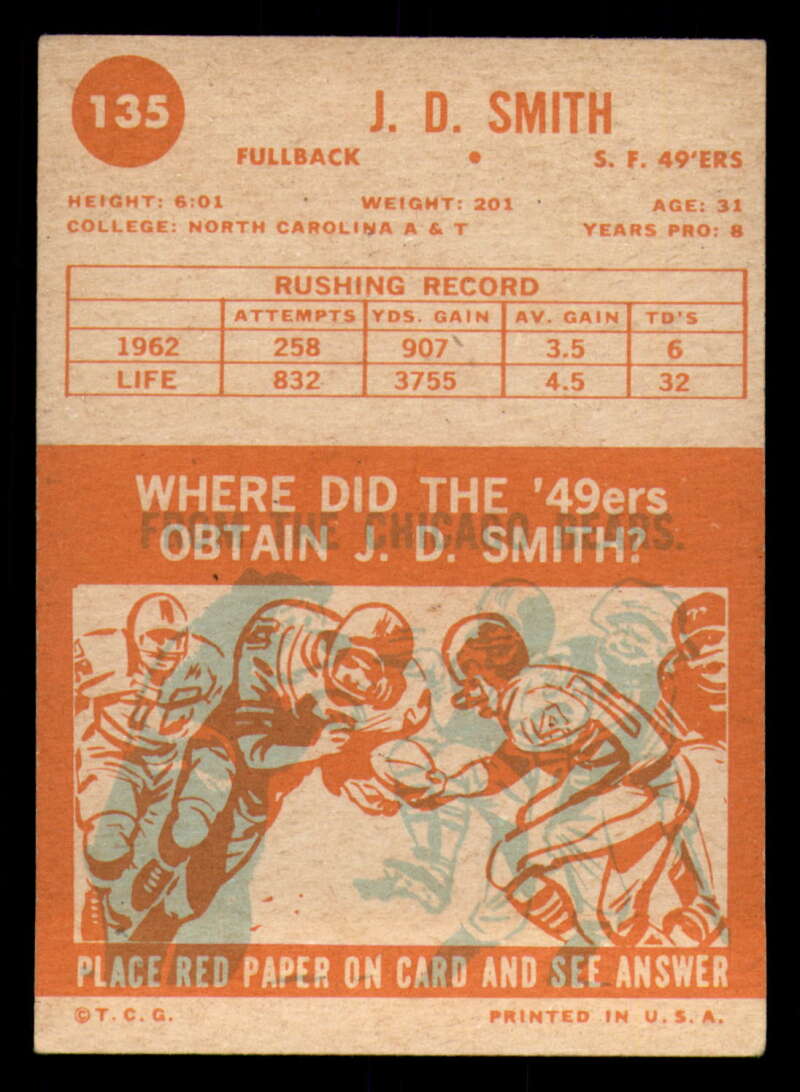 135
J. D. SMITH
FULLBACK • S. F. 49'ERS
HEIGHT: 6:01 WEIGHT: 201 AGE: 31
COLLEGE: NORTH CAROLINA A & T YEARS PRO: 8
RUSHING RECORD
ATTEMPTS YDS. GAIN AV. GAIN TD'S
1962 258 907 3.5 6
LIFE 832 3755 4.5 32
WHERE DID THE '49ers
FROM THE CHICAGO BEARS.
OBTAIN J. D. SMITH?
PLACE RED PAPER ON CARD AND SEE ANSWER
©T.C.G. PRINTED IN U.S.A.